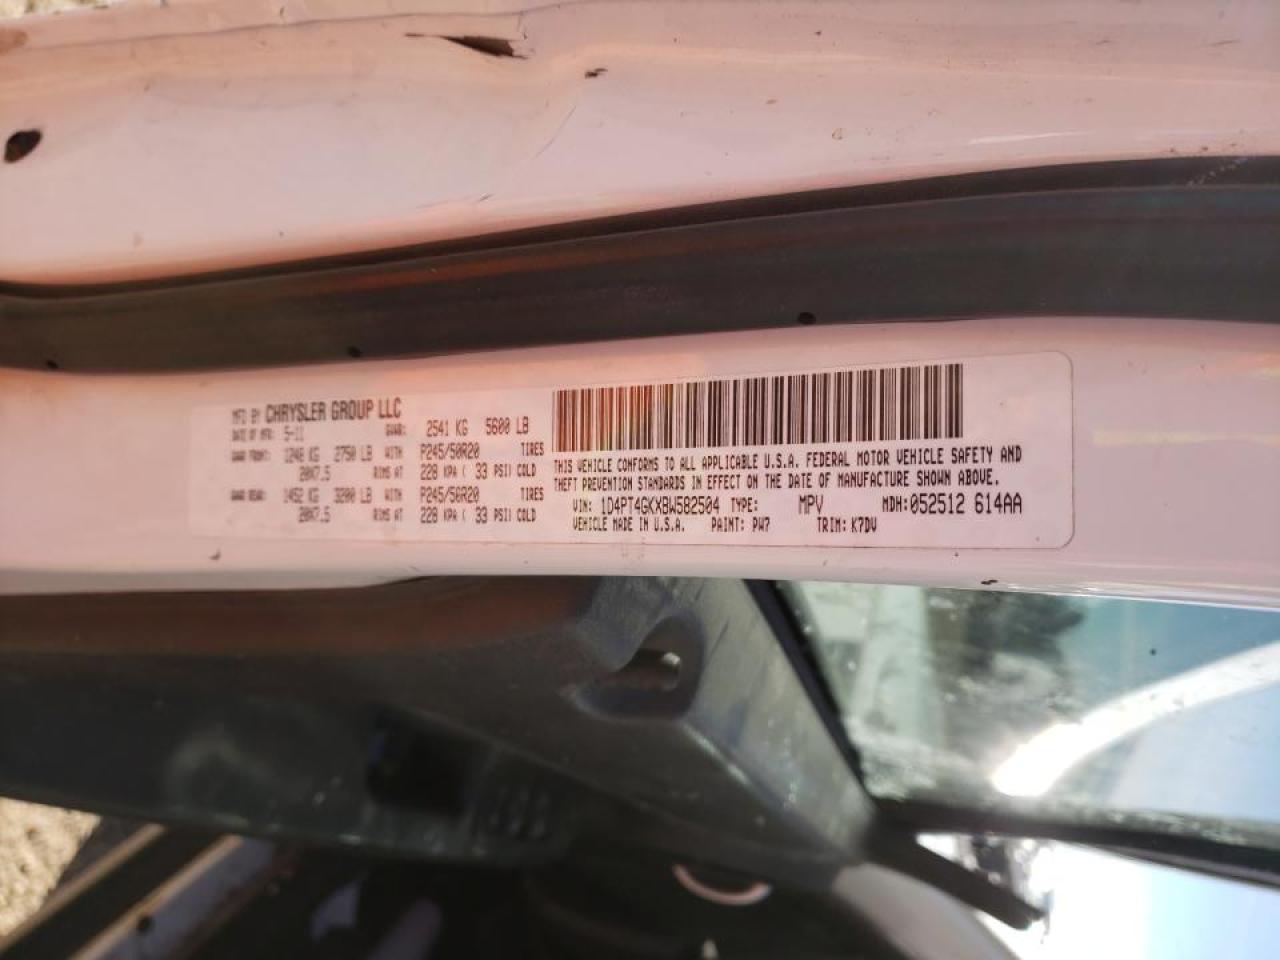 MFD BY CHRYSLER GROUP LLC
DATE OF MFR: 5-11 GVWR: 2541 KG 5600 LB
GAWR FRONT: 1248 KG 2750 LB WITH P245/50R20 TIRES
20X7.5 RIMS AT 228 KPA ( 33 PSI) COLD
GAWR REAR: 1452 KG 3200 LB WITH P245/50R20 TIRES
20X7.5 RIMS AT 228 KPA ( 33 PSI) COLD
THIS VEHICLE CONFORMS TO ALL APPLICABLE U.S.A. FEDERAL MOTOR VEHICLE SAFETY AND
THEFT PREVENTION STANDARDS IN EFFECT ON THE DATE OF MANUFACTURE SHOWN ABOVE.
VIN: 1D4PT4GKXBW582504 TYPE: MPV MDH: 052512 614AA
VEHICLE MADE IN U.S.A. PAINT: PW7 TRIM: K7DV